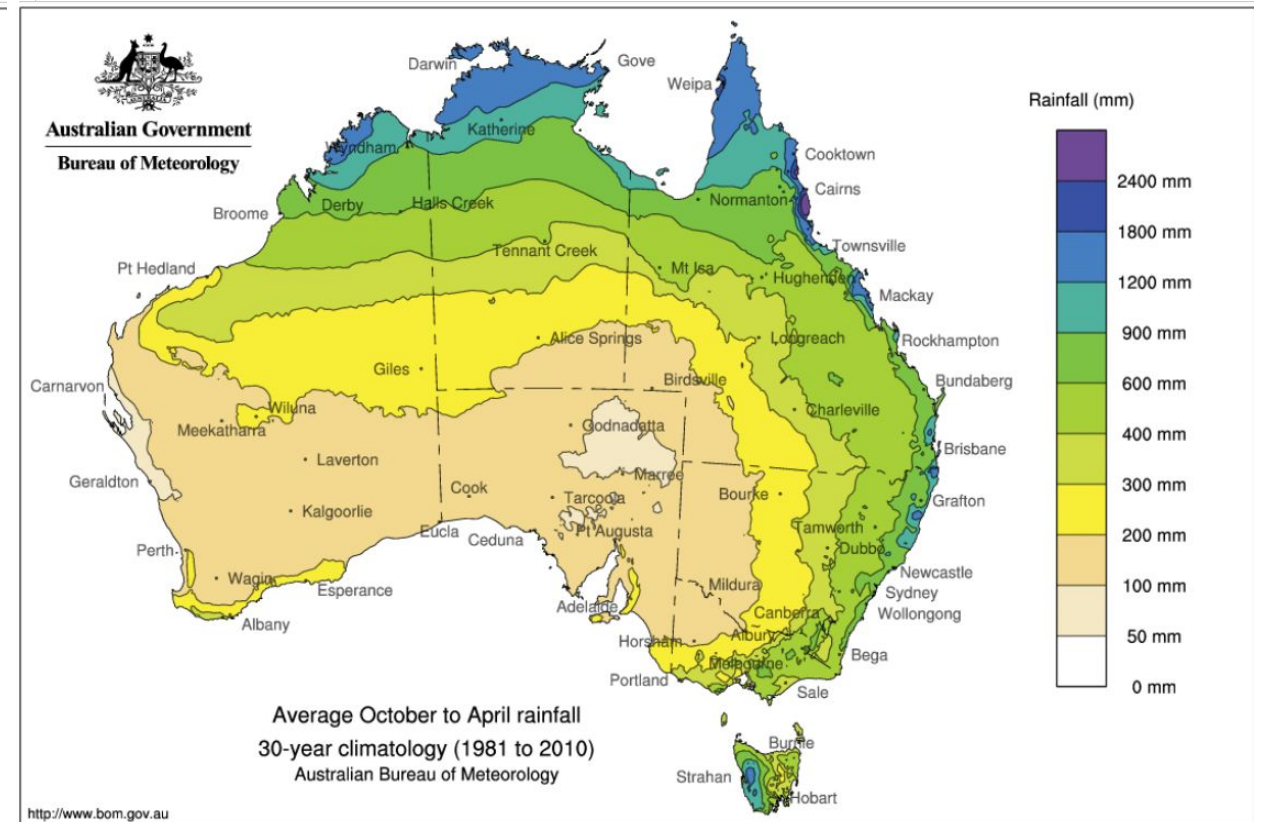 Australian Government
Bureau of Meteorology
Darwin
Gove
Weipa
Rainfall (mm)
Katherine
Wyndham
Cooktown
2400 mm
Cairns
Derby
Halls Creek
Normanton
Broome
1800 mm
Tennant Creek
Townsville
Pt Hedland
Mt Isa
Hughenden
1200 mm
Mackay
900 mm
Alice Springs
Longreach
Rockhampton
Giles
Birdsville
Bundaberg
600 mm
Carnarvon
Wiluna
Charleville
Meekatharra
Oodnadatta
400 mm
Brisbane
Laverton
Marree
Geraldton
Cook
Tarcoola
Bourke
300 mm
Grafton
Kalgoorlie
Eucla
Ceduna
Pt Augusta
Tamworth
200 mm
Perth
Dubbo
Wagin
Newcastle
Esperance
Mildura
100 mm
Sydney
Adelaide
Canberra
Wollongong
Albany
Albury
50 mm
Horsham
Bega
Melbourne
Portland
0 mm
Sale
Average October to April rainfall
30-year climatology (1981 to 2010)
Australian Bureau of Meteorology
Burnie
Strahan
Hobart
http://www.bom.gov.au